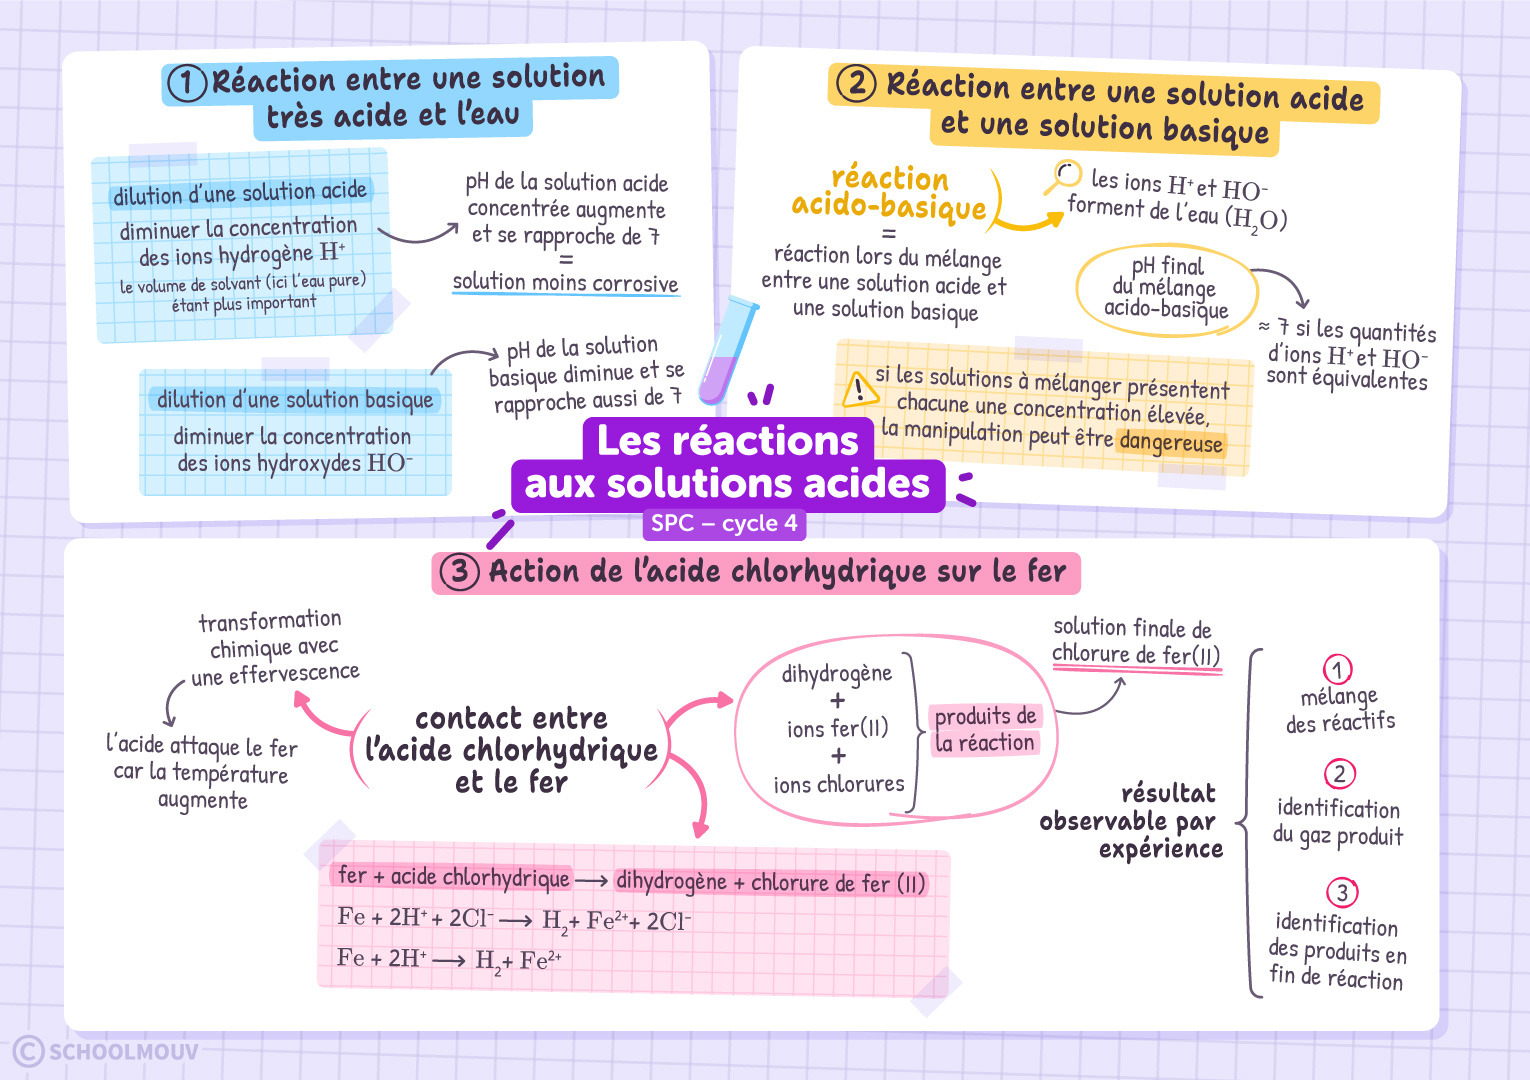 ① Réaction entre une solution
très acide et l'eau
dilution d'une solution acide
diminuer la concentration
des ions hydrogène H⁺
le volume de solvant (ici l'eau pure)
étant plus important
pH de la solution acide
concentrée augmente
et se rapproche de 7
=
solution moins corrosive
dilution d'une solution basique
diminuer la concentration
des ions hydroxydes HO⁻
pH de la solution
basique diminue et se
rapproche aussi de 7
② Réaction entre une solution acide
et une solution basique
réaction
acido-basique
=
réaction lors du mélange
entre une solution acide et
une solution basique
les ions H⁺ et HO⁻
forment de l'eau (H₂O)
pH final
du mélange
acido-basique
≈ 7 si les quantités
d'ions H⁺ et HO⁻
sont équivalentes
!
si les solutions à mélanger présentent
chacune une concentration élevée,
la manipulation peut être dangereuse
Les réactions
aux solutions acides
SPC – cycle 4
③ Action de l'acide chlorhydrique sur le fer
transformation
chimique avec
une effervescence
l'acide attaque le fer
car la température
augmente
contact entre
l'acide chlorhydrique
et le fer
dihydrogène
+
ions fer(II)
+
ions chlorures
produits de
la réaction
solution finale de
chlorure de fer(II)
fer + acide chlorhydrique ⟶ dihydrogène + chlorure de fer (II)
Fe + 2H⁺ + 2Cl⁻ ⟶ H₂ + Fe²⁺ + 2Cl⁻
Fe + 2H⁺ ⟶ H₂ + Fe²⁺
résultat
observable par
expérience
①
mélange
des réactifs
②
identification
du gaz produit
③
identification
des produits en
fin de réaction
© SCHOOLMOUV